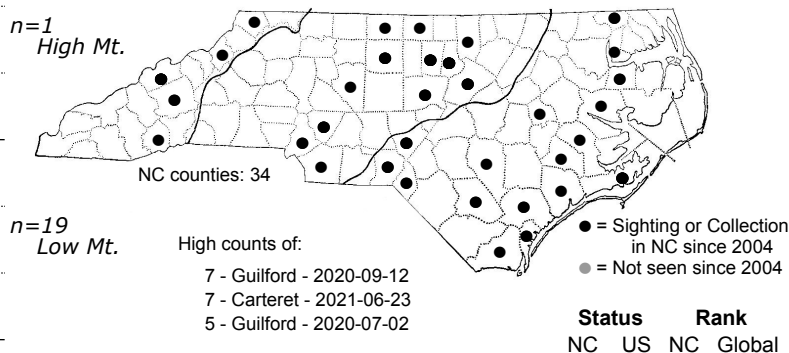 n=1
High Mt.
NC counties: 34
n=19
Low Mt.
High counts of:
7 - Guilford - 2020-09-12
7 - Carteret - 2021-06-23
5 - Guilford - 2020-07-02
= Sighting or Collection
in NC since 2004
= Not seen since 2004
Status Rank
NC US NC Global